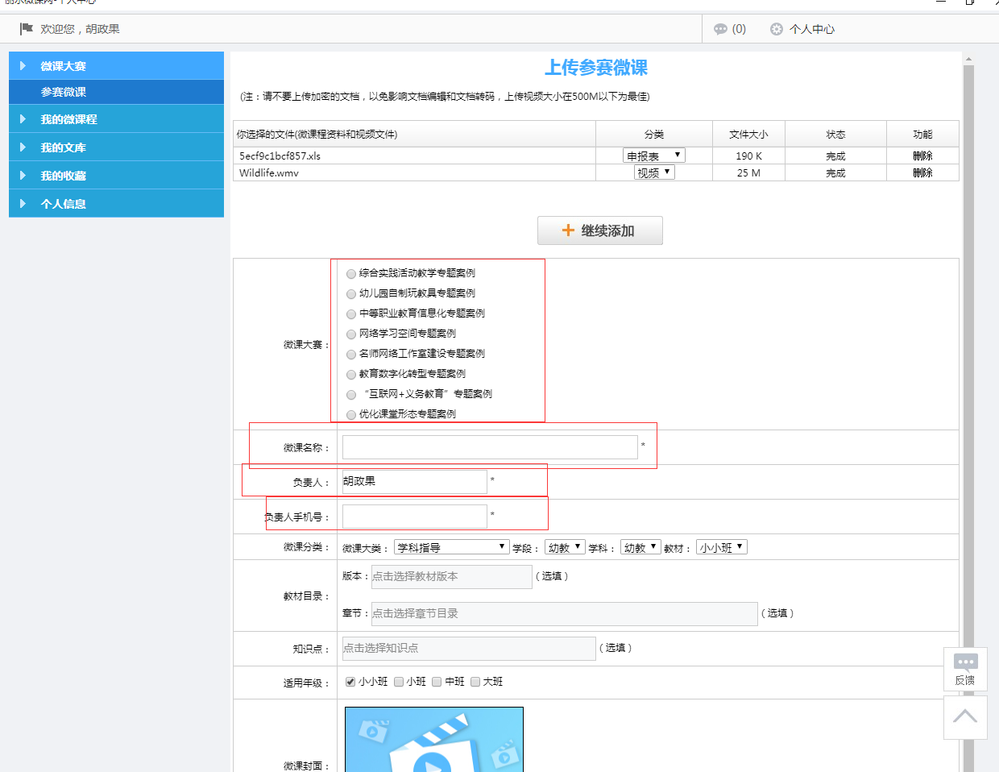 丽水微课网-个人中心
欢迎您，胡政果
(0)
个人中心
微课大赛
参赛微课
我的微课程
我的文库
我的收藏
个人信息
上传参赛微课
(注：请不要上传加密的文档，以免影响文档编辑和文档转码，上传视频大小在500M以下为最佳)
你选择的文件(微课程资料和视频文件) 分类 文件大小 状态 功能
5ecf9c1bcf857.xls 申报表 190 K 完成 删除
Wildlife.wmv 视频 25 M 完成 删除
继续添加
微课大赛：
综合实践活动教学专题案例
幼儿园自制玩教具专题案例
中等职业教育信息化专题案例
网络学习空间专题案例
名师网络工作室建设专题案例
教育数字化转型专题案例
“互联网+义务教育”专题案例
优化课堂形态专题案例
微课名称： *
负责人： 胡政果 *
负责人手机号： *
微课分类： 微课大类： 学科指导 学段： 幼教 学科： 幼教 教材： 小小班
教材目录：
版本：点击选择教材版本 (选填)
章节：点击选择章节目录 (选填)
知识点： 点击选择知识点 (选填)
适用年级： 小小班 小班 中班 大班
微课封面：
反馈